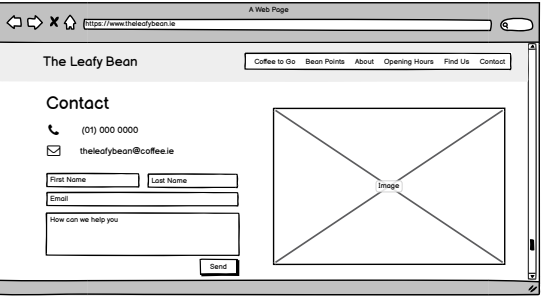 A Web Page
https://www.theleafybean.ie
The Leafy Bean
Coffee to Go Bean Points About Opening Hours Find Us Contact
Contact
(01) 000 0000
theleafybean@coffee.ie
First Name Last Name
Email
How can we help you
Send
Image